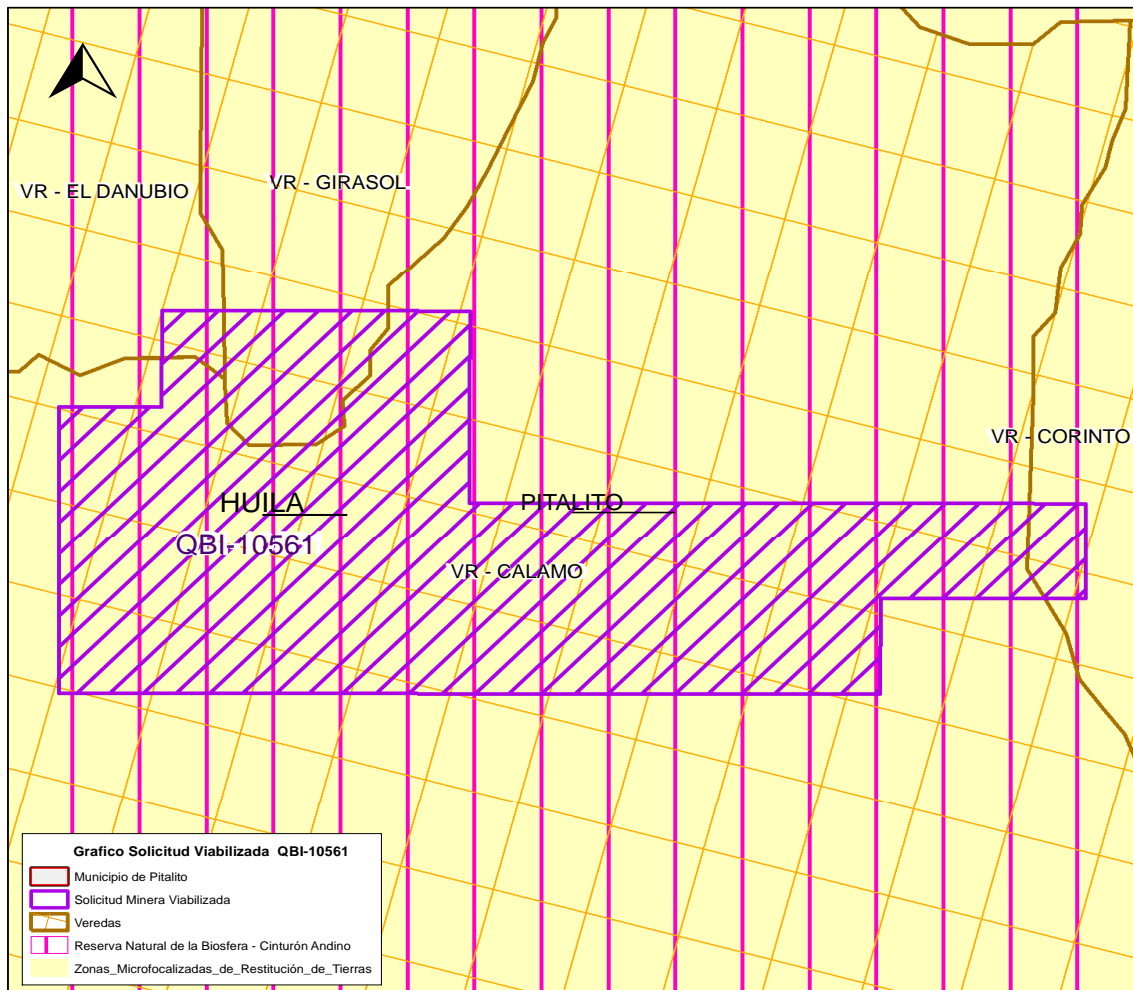 VR - EL DANUBIO
VR - GIRASOL
VR - CORINTO
HUILA
PITALITO
QBI-10561
VR - CALAMO
Grafico Solicitud Viabilizada QBI-10561
Municipio de Pitalito
Solicitud Minera Viabilizada
Veredas
Reserva Natural de la Biosfera - Cinturón Andino
Zonas_Microfocalizadas_de_Restitución_de_Tierras